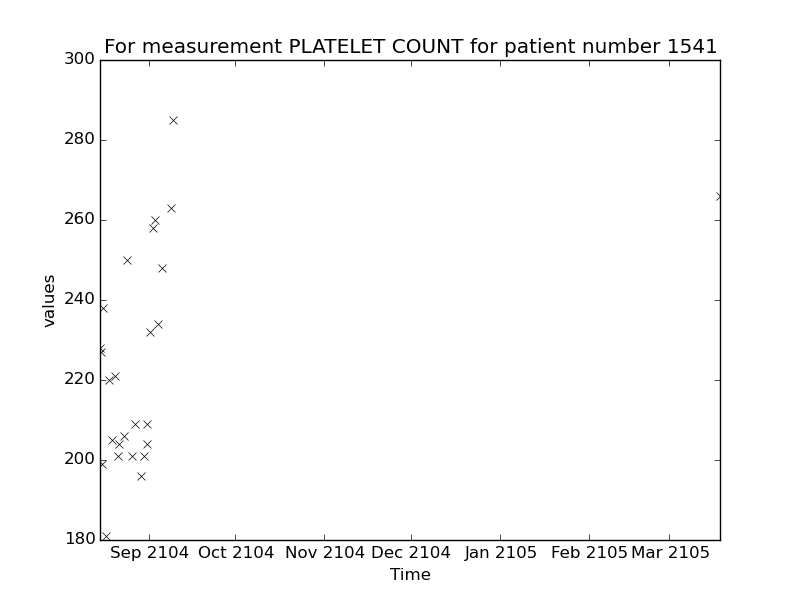 For measurement PLATELET COUNT for patient number 1541
300
280
260
240
220
200
180
values
Sep 2104 Oct 2104 Nov 2104 Dec 2104 Jan 2105 Feb 2105 Mar 2105
Time